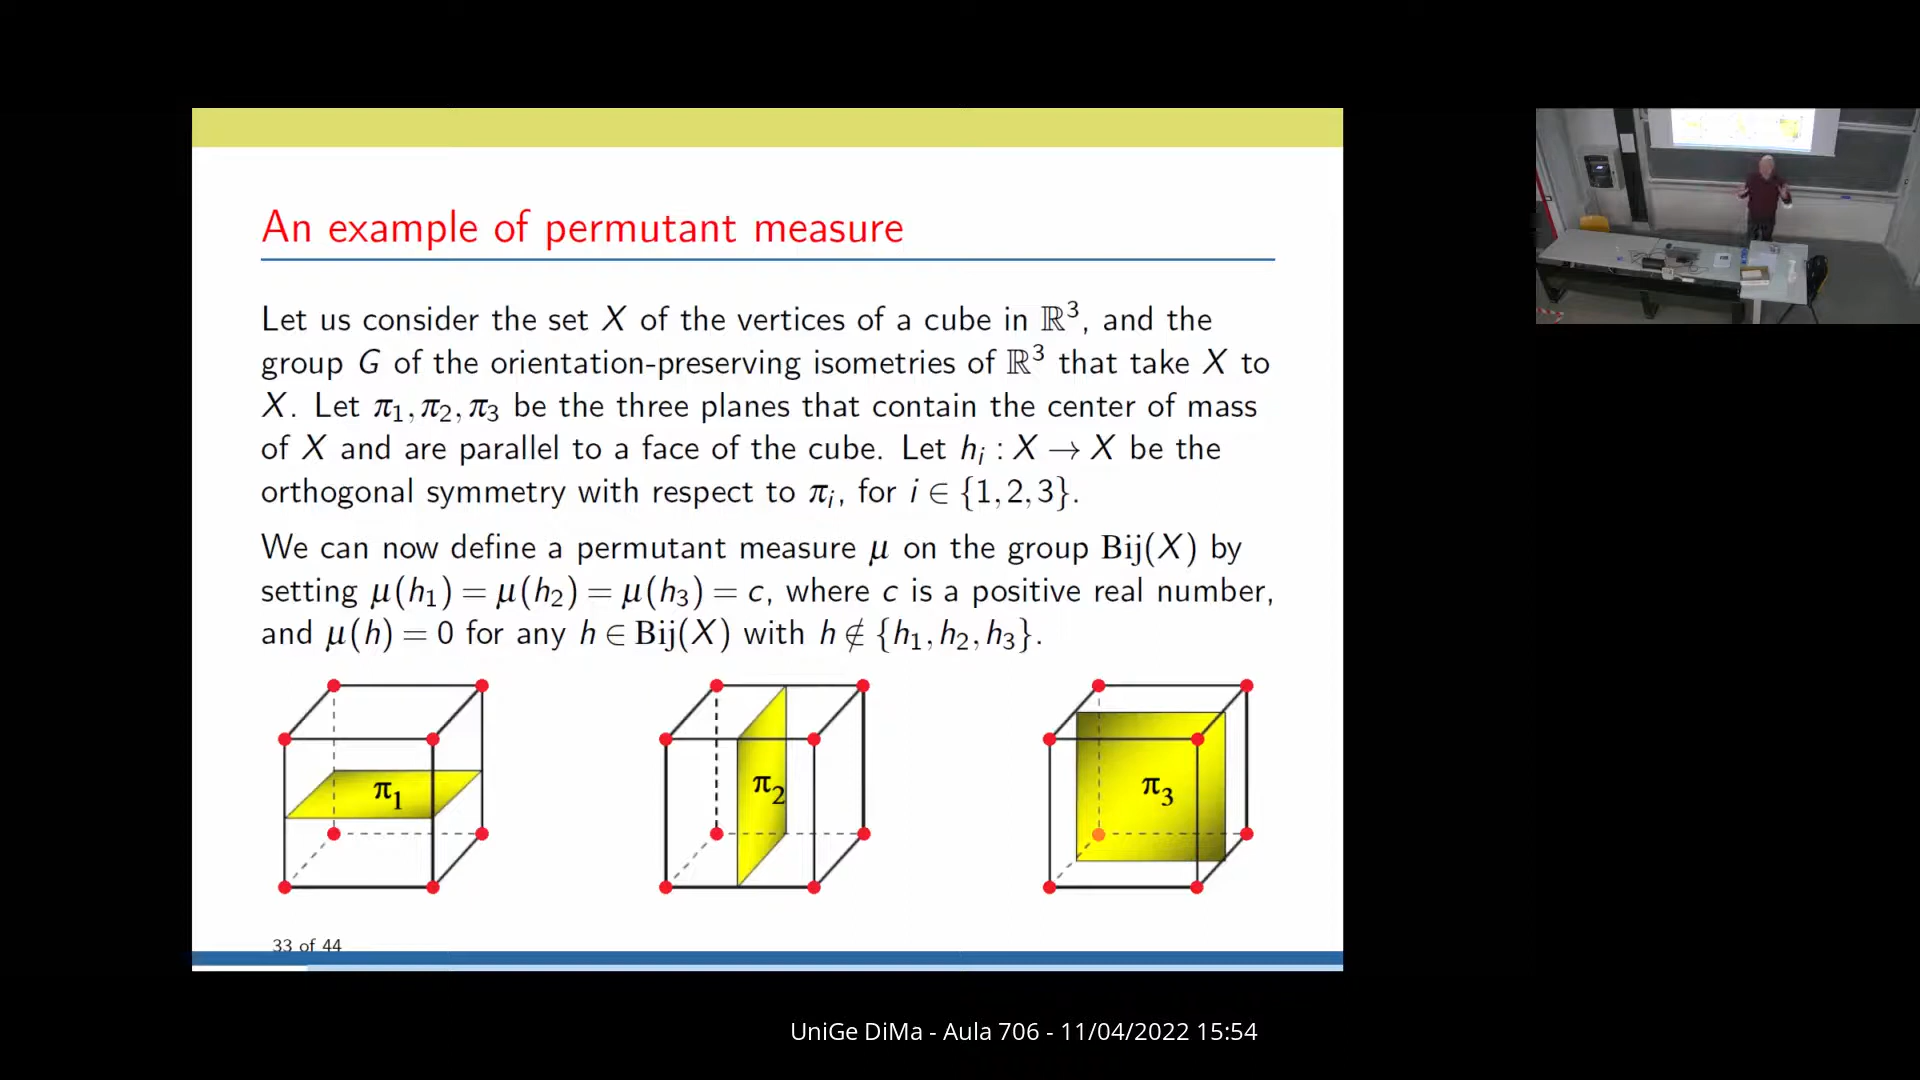 An example of permutant measure
Let us consider the set X of the vertices of a cube in ℝ³, and the
group G of the orientation-preserving isometries of ℝ³ that take X to
X. Let π₁,π₂,π₃ be the three planes that contain the center of mass
of X and are parallel to a face of the cube. Let hᵢ : X → X be the
orthogonal symmetry with respect to πᵢ, for i ∈ {1,2,3}.
We can now define a permutant measure μ on the group Bij(X) by
setting μ(h₁) = μ(h₂) = μ(h₃) = c, where c is a positive real number,
and μ(h) = 0 for any h ∈ Bij(X) with h ∉ {h₁,h₂,h₃}.
π₁
π₂
π₃
33 of 44
UniGe DiMa - Aula 706 - 11/04/2022 15:54